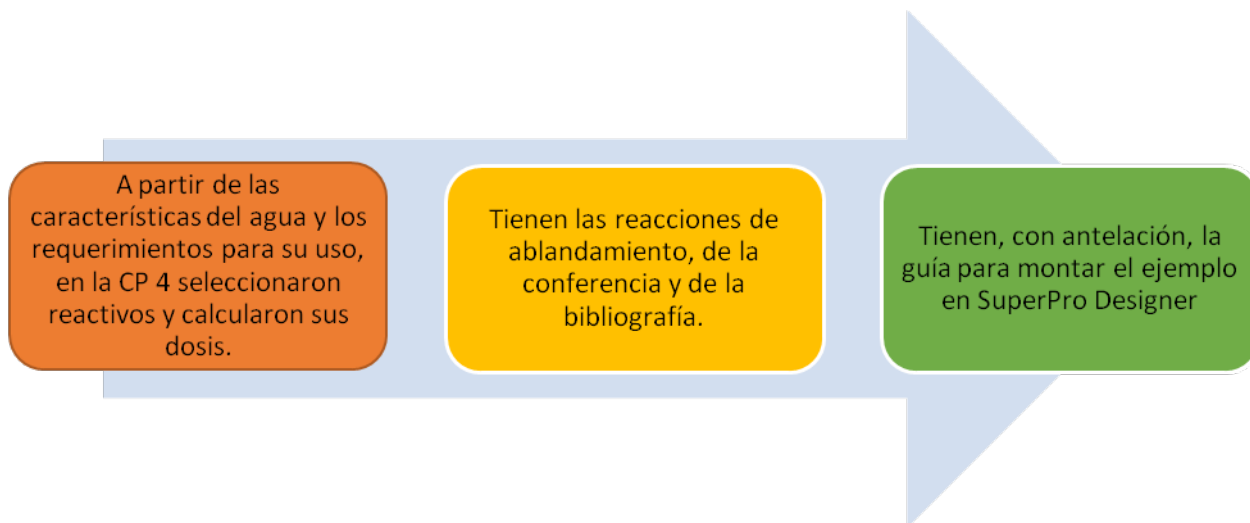 A partir de las
características del agua y los
requerimientos para su uso,
en la CP 4 seleccionaron
reactivos y calcularon sus
dosis.
Tienen las reacciones de
ablandamiento, de la
conferencia y de la
bibliografía.
Tienen, con antelación, la
guía para montar el ejemplo
en SuperPro Designer